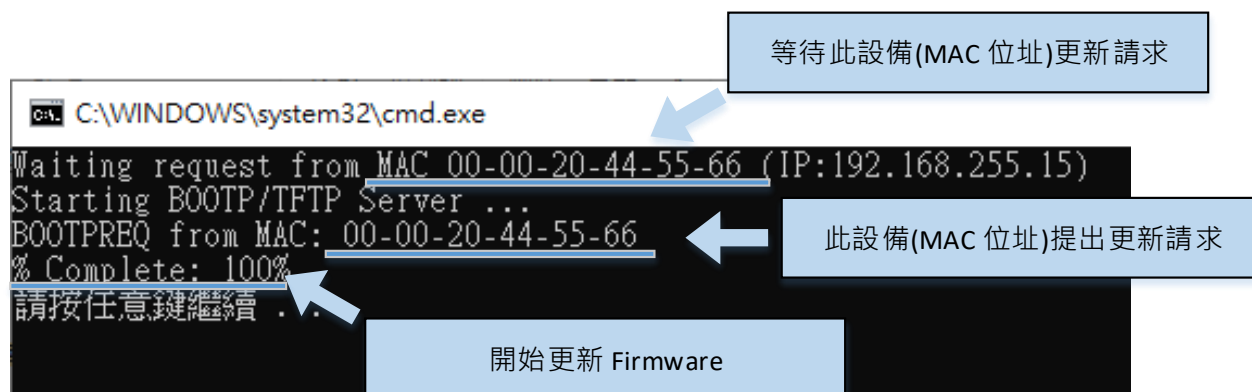 等待此設備(MAC 位址)更新請求
C:\WINDOWS\system32\cmd.exe
Waiting request from MAC 00-00-20-44-55-66 (IP:192.168.255.15)
Starting BOOTP/TFTP Server ...
BOOTPREQ from MAC: 00-00-20-44-55-66
此設備(MAC 位址)提出更新請求
% Complete: 100%
請按任意鍵繼續 . . .
開始更新 Firmware